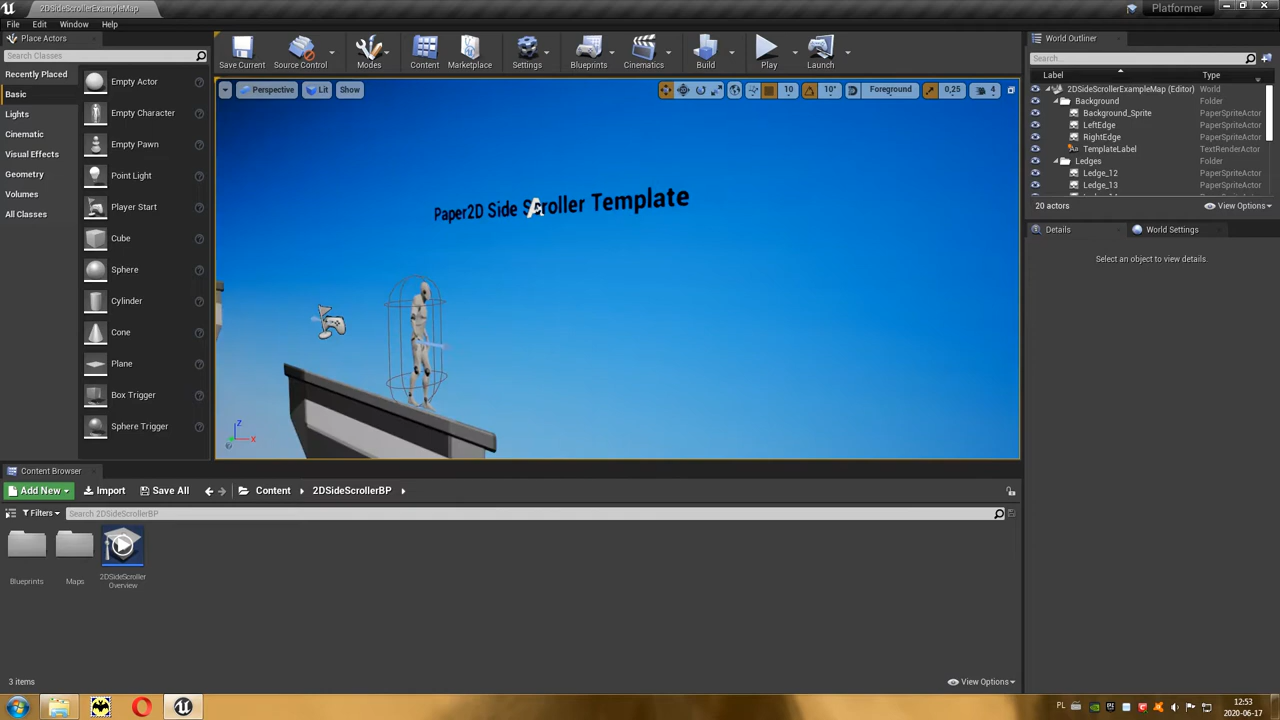 2DSideScrollerExampleMap
Platformer
File Edit Window Help
Place Actors
Search Classes
Recently Placed
Basic
Lights
Cinematic
Visual Effects
Geometry
Volumes
All Classes
Empty Actor
Empty Character
Empty Pawn
Point Light
Player Start
Cube
Sphere
Cylinder
Cone
Plane
Box Trigger
Sphere Trigger
Save Current
Source Control
Modes
Content
Marketplace
Settings
Blueprints
Cinematics
Build
Play
Launch
Perspective Lit Show
10 10° Foreground 0,25 4
Paper2D Side Scroller Template
Z
X
World Outliner
Search...
Label Type
2DSideScrollerExampleMap (Editor) World
Background Folder
Background_Sprite PaperSpriteActor
LeftEdge PaperSpriteActor
RightEdge PaperSpriteActor
TemplateLabel TextRenderActor
Ledges Folder
Ledge_12 PaperSpriteActor
Ledge_13 PaperSpriteActor
20 actors View Options
Details World Settings
Select an object to view details.
Content Browser
Add New Import Save All Content 2DSideScrollerBP
Filters Search 2DSideScrollerBP
Blueprints
Maps
2DSideScroller
Overview
3 items View Options
PL
12:53
2020-06-17